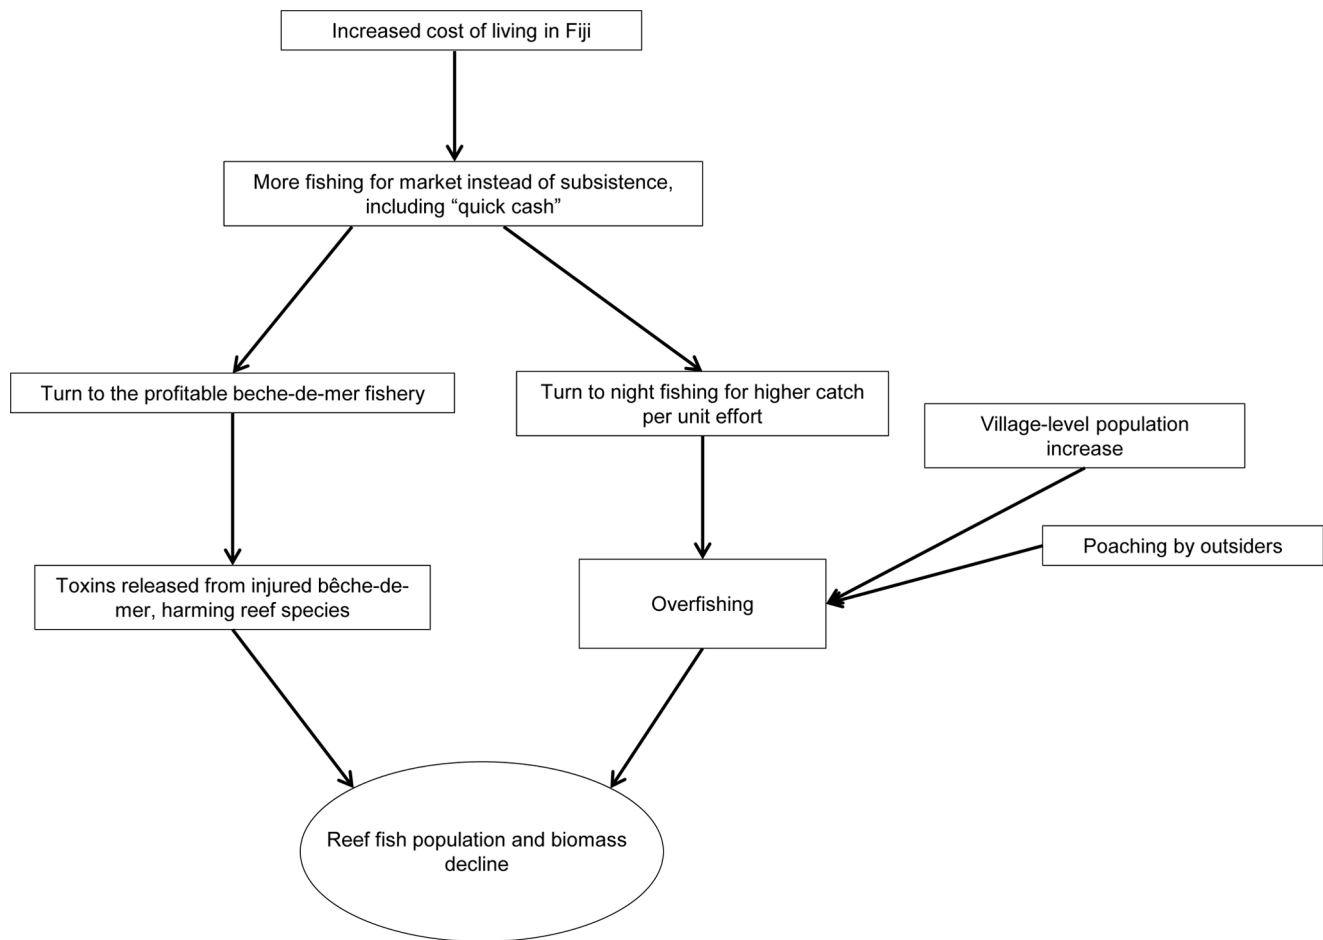 Increased cost of living in Fiji
More fishing for market instead of subsistence,
including “quick cash”
Turn to the profitable beche-de-mer fishery
Turn to night fishing for higher catch
per unit effort
Village-level population
increase
Poaching by outsiders
Toxins released from injured bêche-de-
mer, harming reef species
Overfishing
Reef fish population and biomass
decline